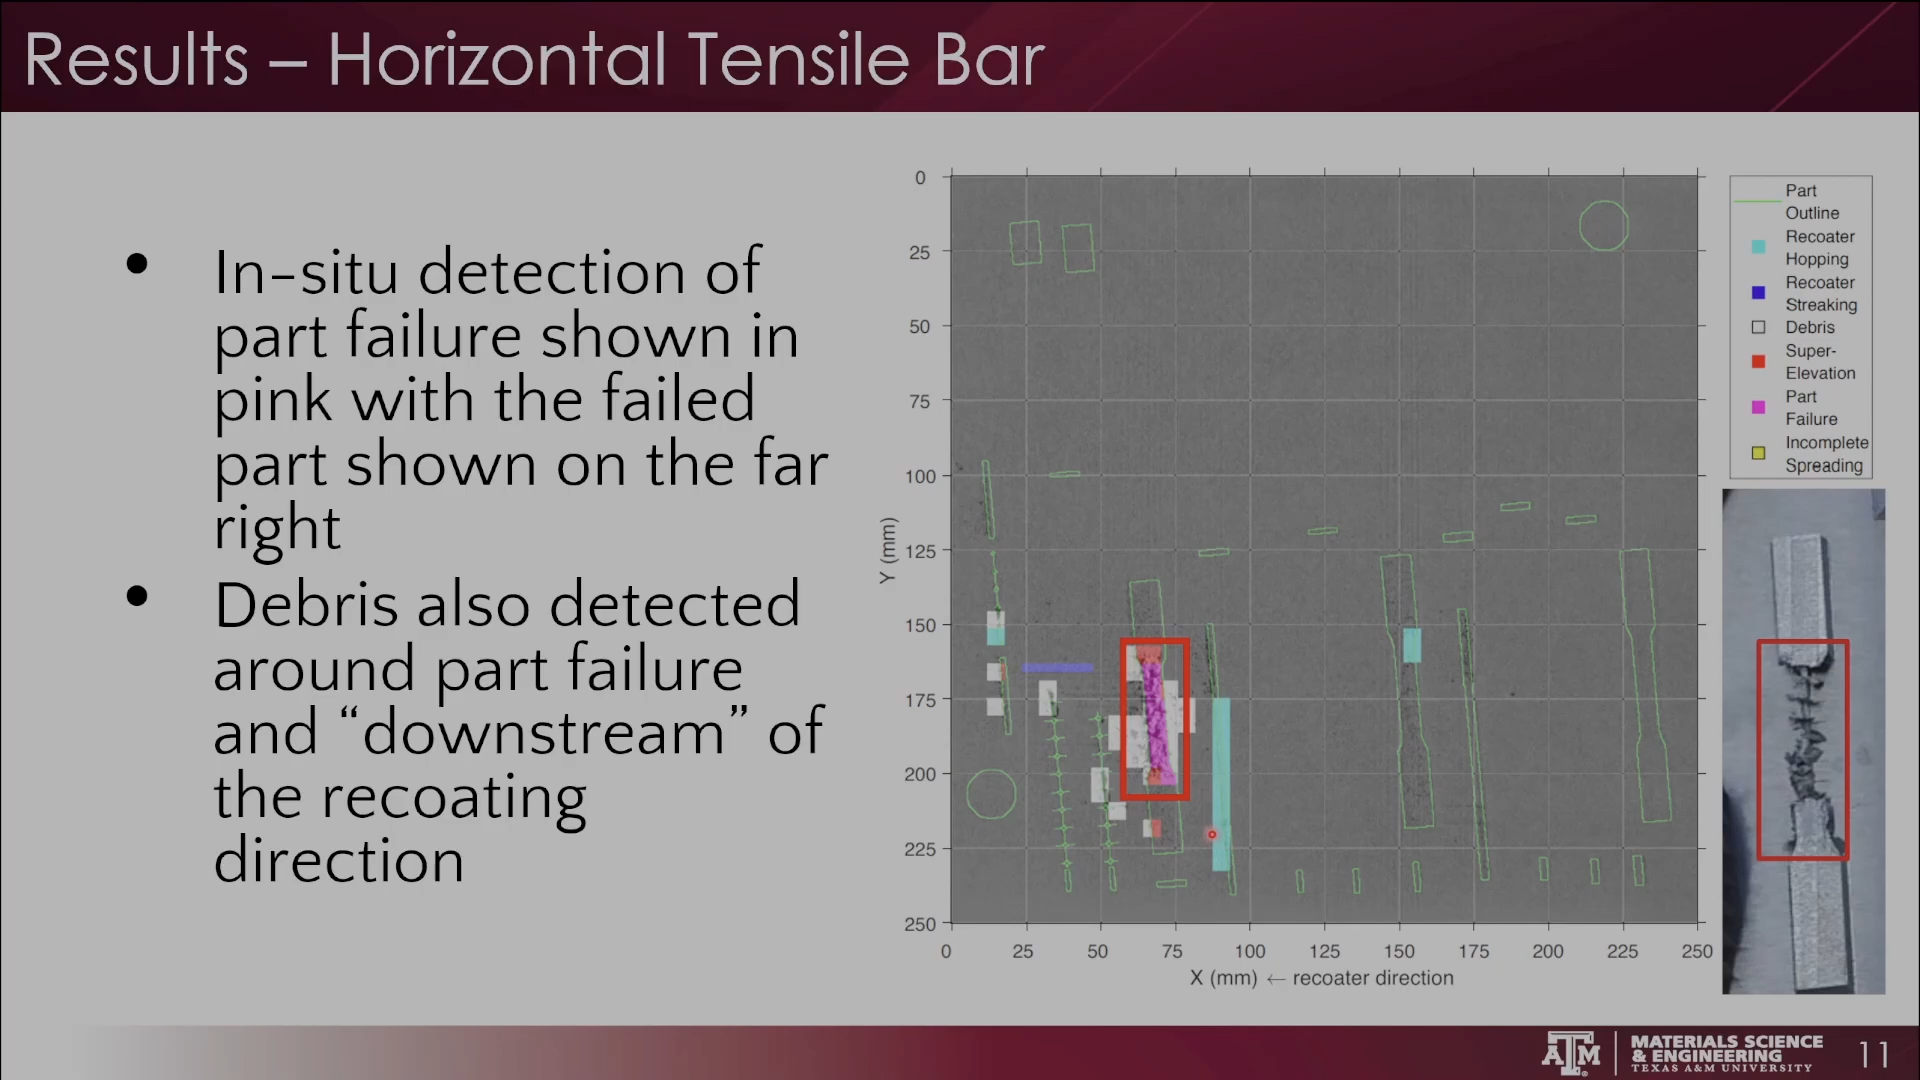 Results – Horizontal Tensile Bar
• In-situ detection of
part failure shown in
pink with the failed
part shown on the far
right
• Debris also detected
around part failure
and “downstream” of
the recoating
direction
0
25
50
75
100
125
150
175
200
225
250
Y (mm)
0 25 50 75 100 125 150 175 200 225 250
X (mm) ← recoater direction
Part
Outline
Recoater
Hopping
Recoater
Streaking
Debris
Super-
Elevation
Part
Failure
Incomplete
Spreading
ATM
MATERIALS SCIENCE
& ENGINEERING
TEXAS A&M UNIVERSITY
11